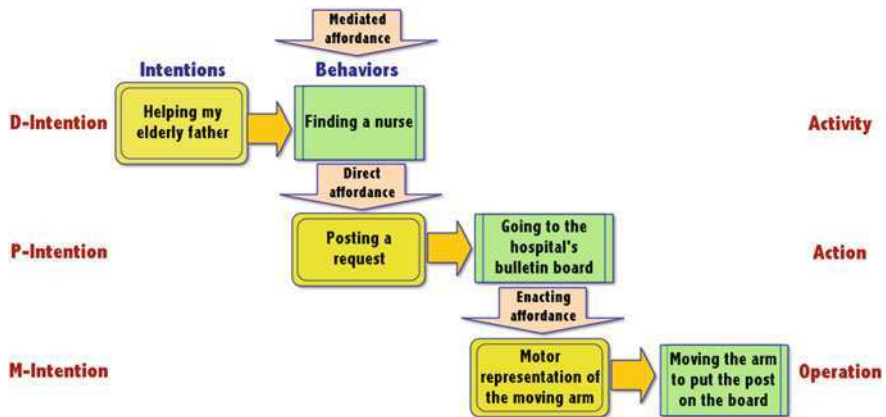 Mediated
affordance
Intentions
Behaviors
D-Intention
Helping my
elderly father
Finding a nurse
Activity
Direct
affordance
P-Intention
Posting a
request
Going to the
hospital's
bulletin board
Action
Enacting
affordance
M-Intention
Motor
representation of
the moving arm
Moving the arm
to put the post
on the board
Operation